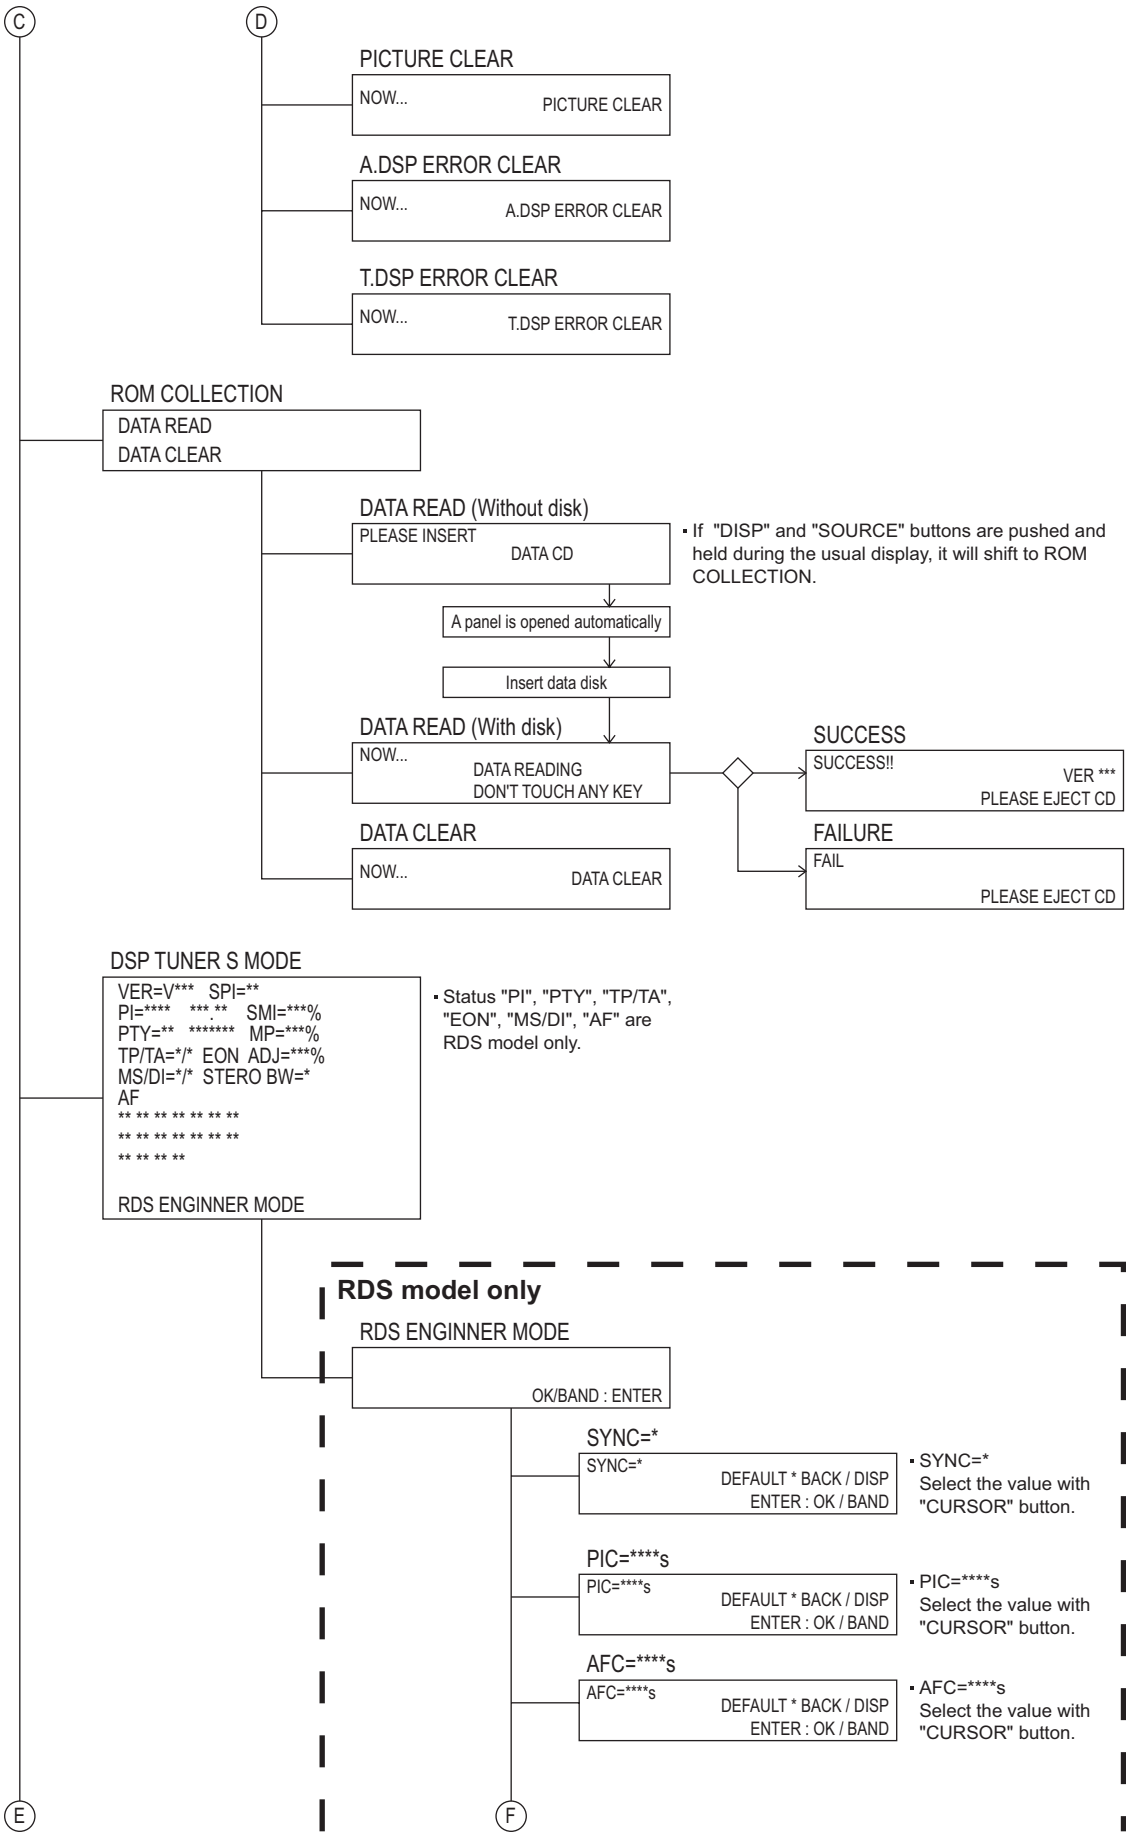 C
D
PICTURE CLEAR
NOW...
PICTURE CLEAR
A.DSP ERROR CLEAR
NOW...
A.DSP ERROR CLEAR
T.DSP ERROR CLEAR
NOW...
T.DSP ERROR CLEAR
ROM COLLECTION
DATA READ
DATA CLEAR
DATA READ (Without disk)
PLEASE INSERT
DATA CD
▪ If "DISP" and "SOURCE" buttons are pushed and
held during the usual display, it will shift to ROM
COLLECTION.
A panel is opened automatically
Insert data disk
DATA READ (With disk)
NOW...
DATA READING
DON'T TOUCH ANY KEY
SUCCESS
SUCCESS!!
VER ***
PLEASE EJECT CD
FAILURE
FAIL
PLEASE EJECT CD
DATA CLEAR
NOW...
DATA CLEAR
DSP TUNER S MODE
VER=V*** SPI=**
PI=**** ***.** SMI=***%
PTY=** ******* MP=***%
TP/TA=*/* EON ADJ=***%
MS/DI=*/* STERO BW=*
AF
** ** ** ** ** ** **
** ** ** ** ** ** **
** ** ** **
RDS ENGINNER MODE
▪ Status "PI", "PTY", "TP/TA",
"EON", "MS/DI", "AF" are
RDS model only.
RDS model only
RDS ENGINNER MODE
OK/BAND : ENTER
SYNC=*
SYNC=*
DEFAULT * BACK / DISP
ENTER : OK / BAND
▪ SYNC=*
Select the value with
"CURSOR" button.
PIC=****s
PIC=****s
DEFAULT * BACK / DISP
ENTER : OK / BAND
▪ PIC=****s
Select the value with
"CURSOR" button.
AFC=****s
AFC=****s
DEFAULT * BACK / DISP
ENTER : OK / BAND
▪ AFC=****s
Select the value with
"CURSOR" button.
E
F